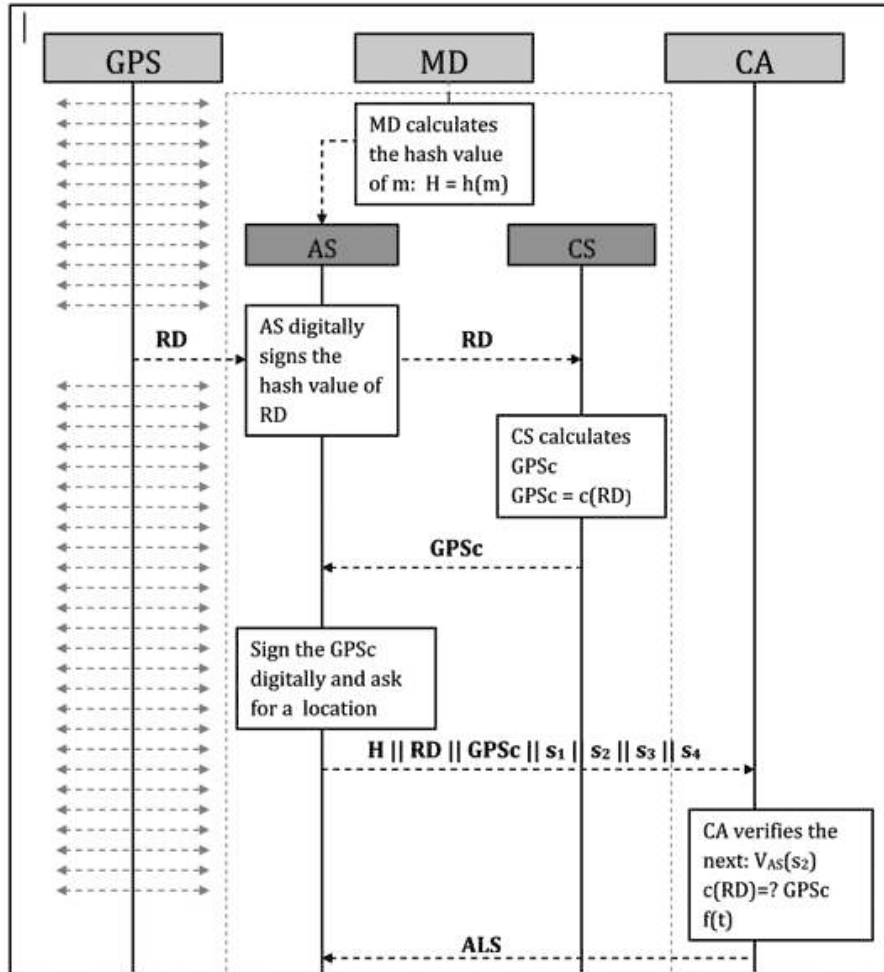 GPS
MD
CA
MD calculates
the hash value
of m: H = h(m)
AS
CS
RD
AS digitally
signs the
hash value of
RD
RD
CS calculates
GPSc
GPSc = c(RD)
GPSc
Sign the GPSc
digitally and ask
for a location
H || RD || GPSc || s₁ | s₂ || s₃ || s₄
CA verifies the
next: V_AS(s₂)
c(RD)=? GPSc
f(t)
ALS